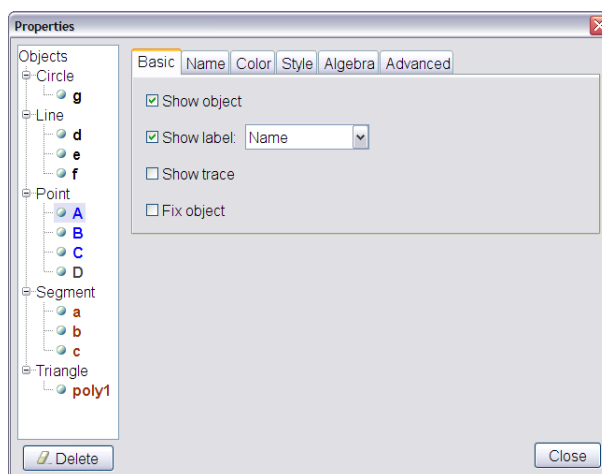 Properties
Objects
Circle
g
Line
d
e
f
Point
A
B
C
D
Segment
a
b
c
Triangle
poly1
Delete
Basic Name Color Style Algebra Advanced
Show object
Show label: Name
Show trace
Fix object
Close